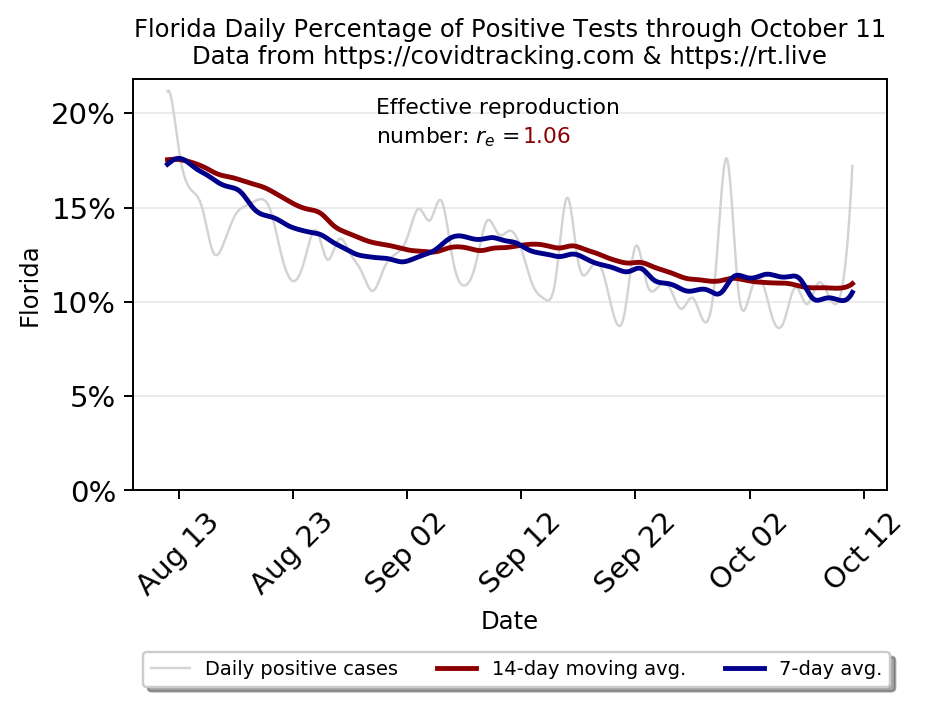 Florida Daily Percentage of Positive Tests through October 11
Data from https://covidtracking.com & https://rt.live
Effective reproduction
number: rₑ =1.06
20%
15%
10%
5%
0%
Florida
Aug 13
Aug 23
Sep 02
Sep 12
Sep 22
Oct 02
Oct 12
Date
Daily positive cases
14-day moving avg.
7-day avg.